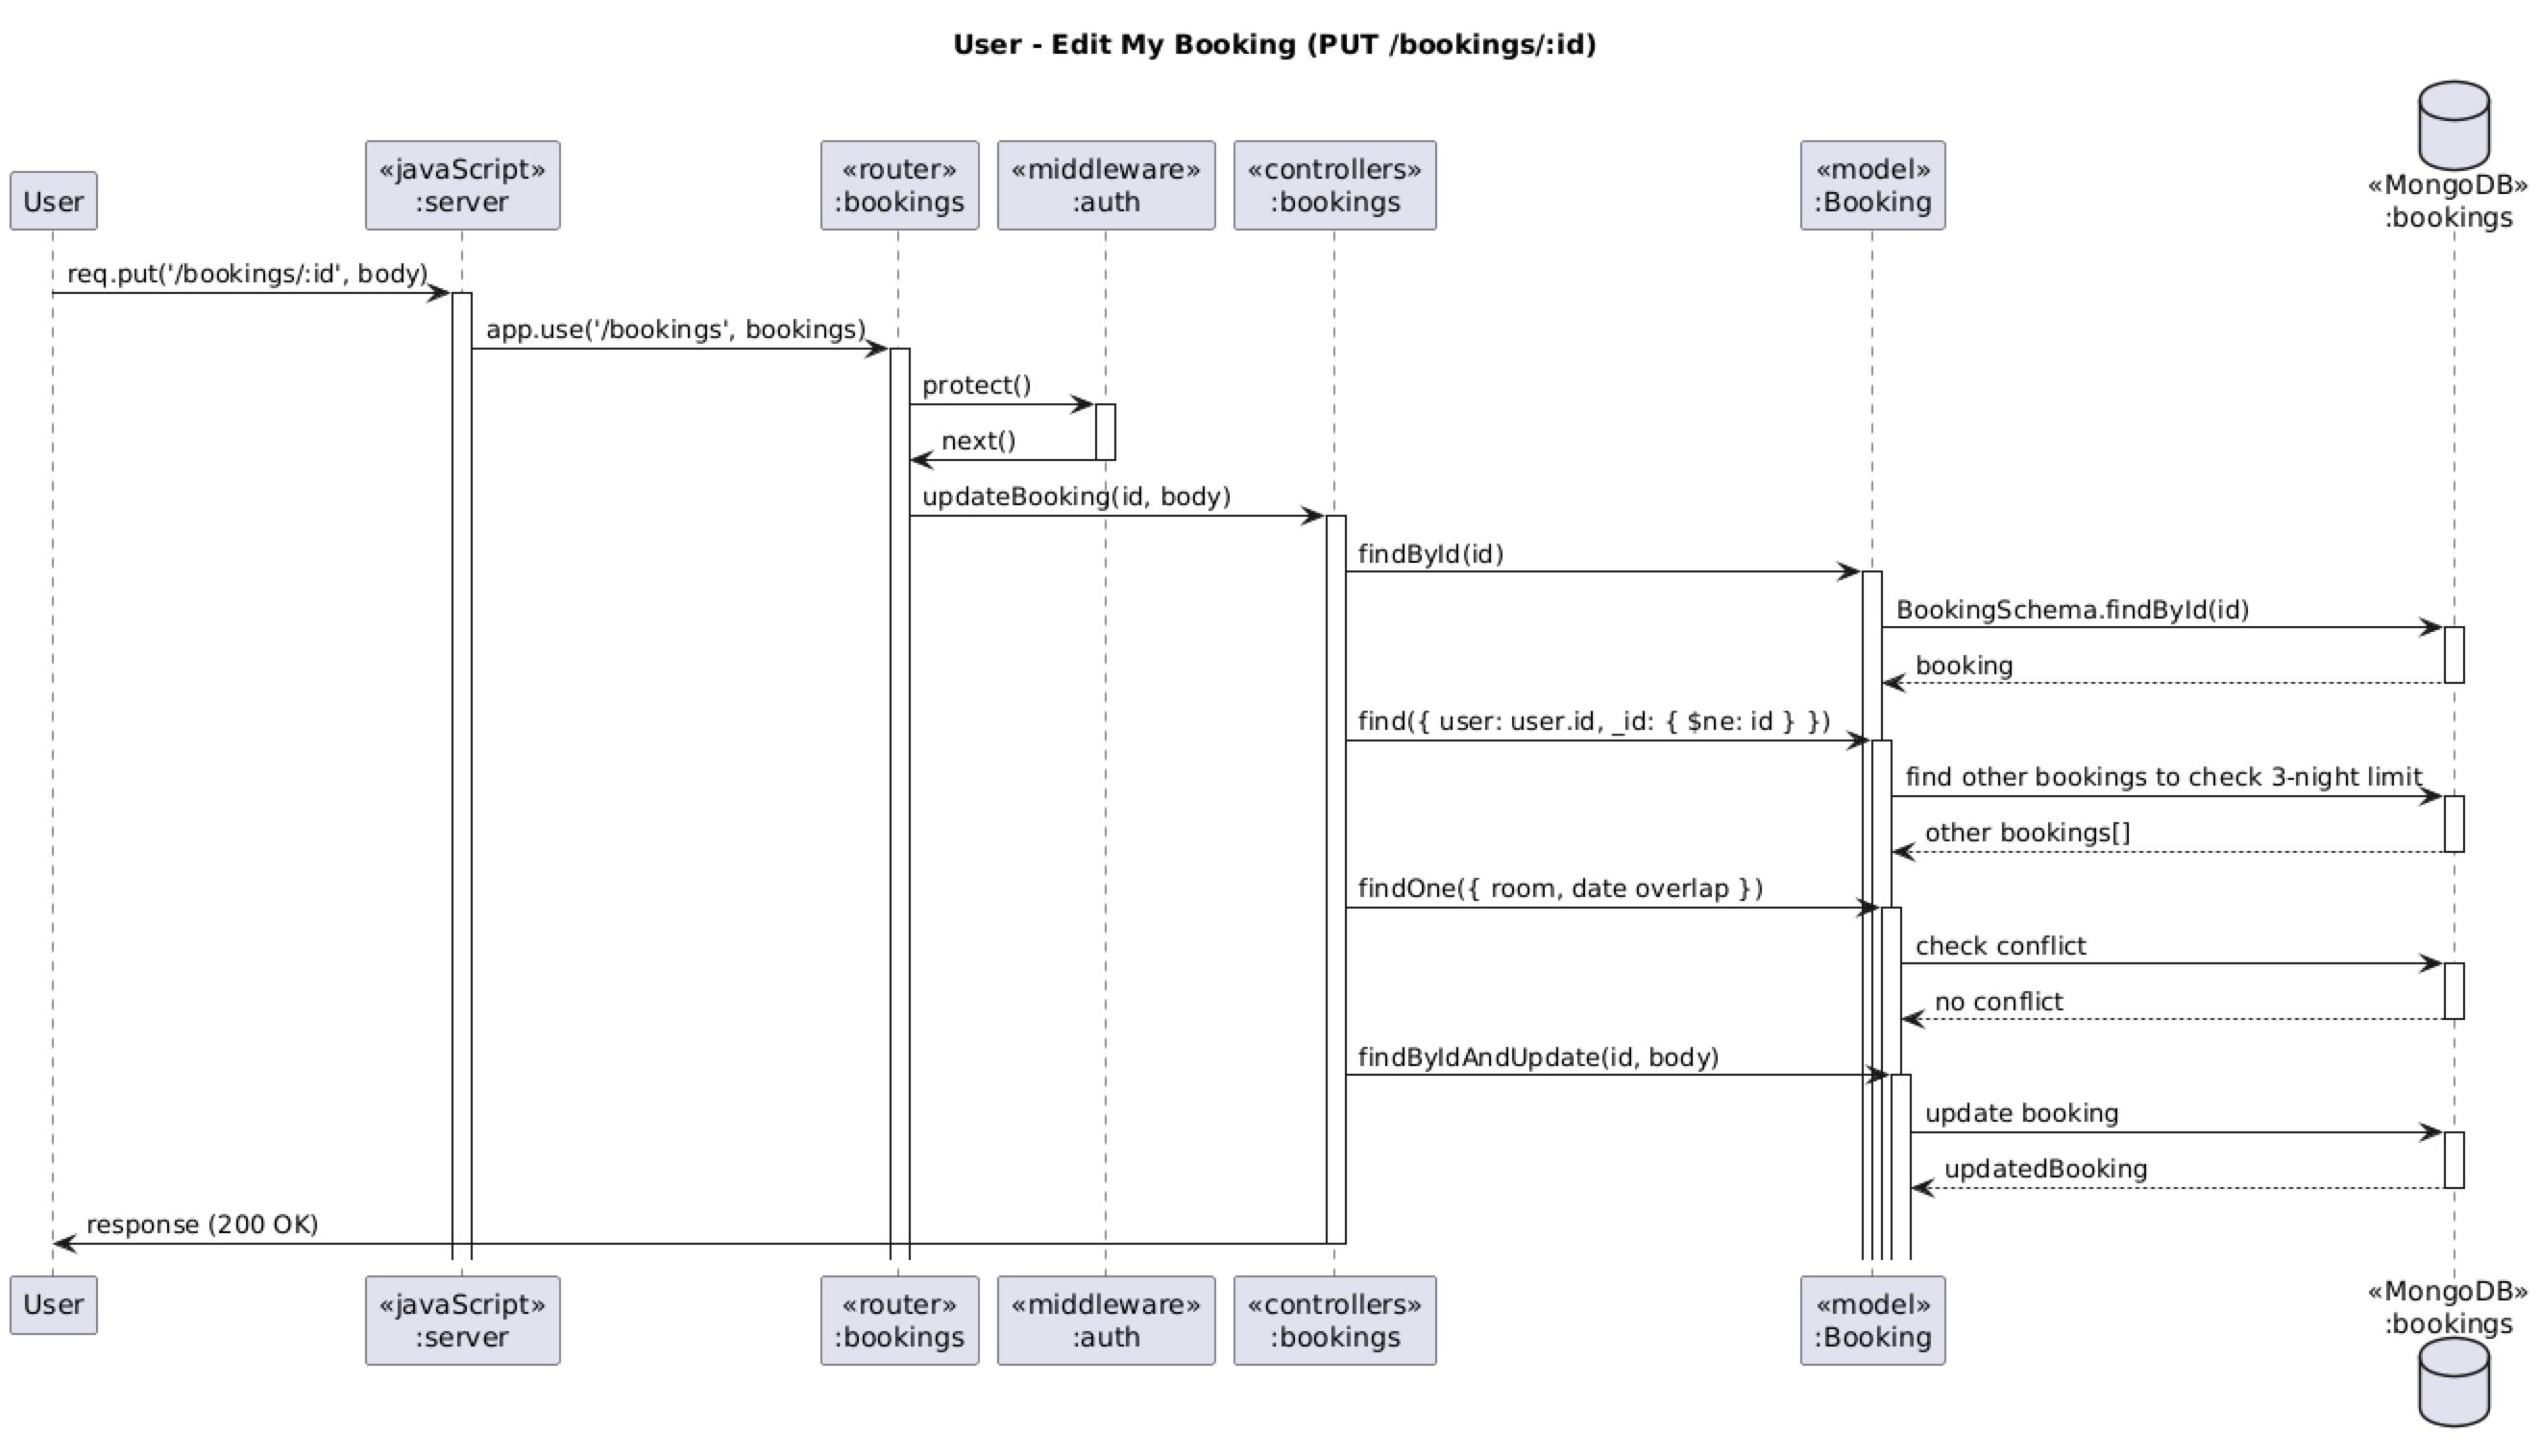 User - Edit My Booking (PUT /bookings/:id)
User
«javaScript»
:server
«router»
:bookings
«middleware»
:auth
«controllers»
:bookings
«model»
:Booking
«MongoDB»
:bookings
req.put('/bookings/:id', body)
app.use('/bookings', bookings)
protect()
next()
updateBooking(id, body)
findById(id)
BookingSchema.findById(id)
booking
find({ user: user.id, _id: { $ne: id } })
find other bookings to check 3-night limit
other bookings[]
findOne({ room, date overlap })
check conflict
no conflict
findByIdAndUpdate(id, body)
update booking
updatedBooking
response (200 OK)
User
«javaScript»
:server
«router»
:bookings
«middleware»
:auth
«controllers»
:bookings
«model»
:Booking
«MongoDB»
:bookings